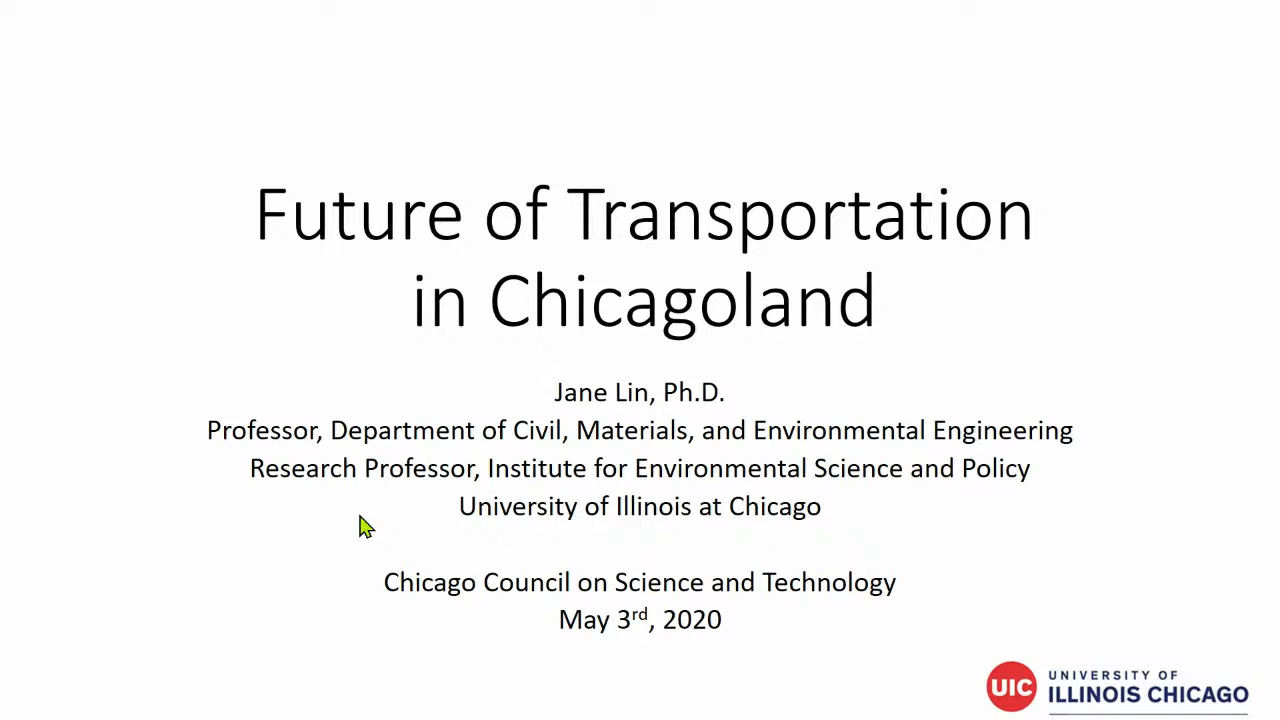 Future of Transportation
in Chicagoland
Jane Lin, Ph.D.
Professor, Department of Civil, Materials, and Environmental Engineering
Research Professor, Institute for Environmental Science and Policy
University of Illinois at Chicago
Chicago Council on Science and Technology
May 3rd, 2020
UIC
UNIVERSITY OF
ILLINOIS CHICAGO